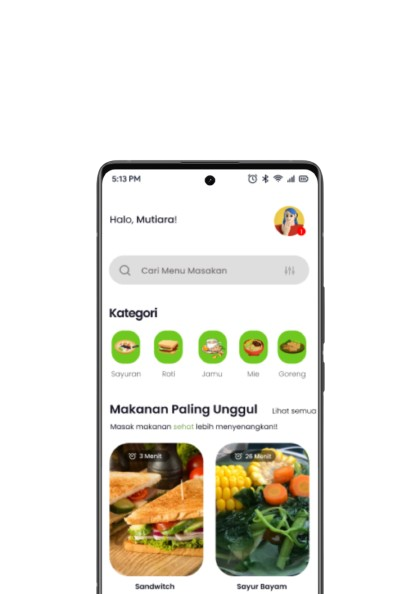 5:13 PM
Halo, Mutiara!
Cari Menu Masakan
Kategori
Sayuran
Roti
Jamu
Mie
Goreng
Makanan Paling Unggul
Lihat semua
Masak makanan sehat lebih menyenangkan!!
3 Menit
26 Menit
Sandwitch
Sayur Bayam